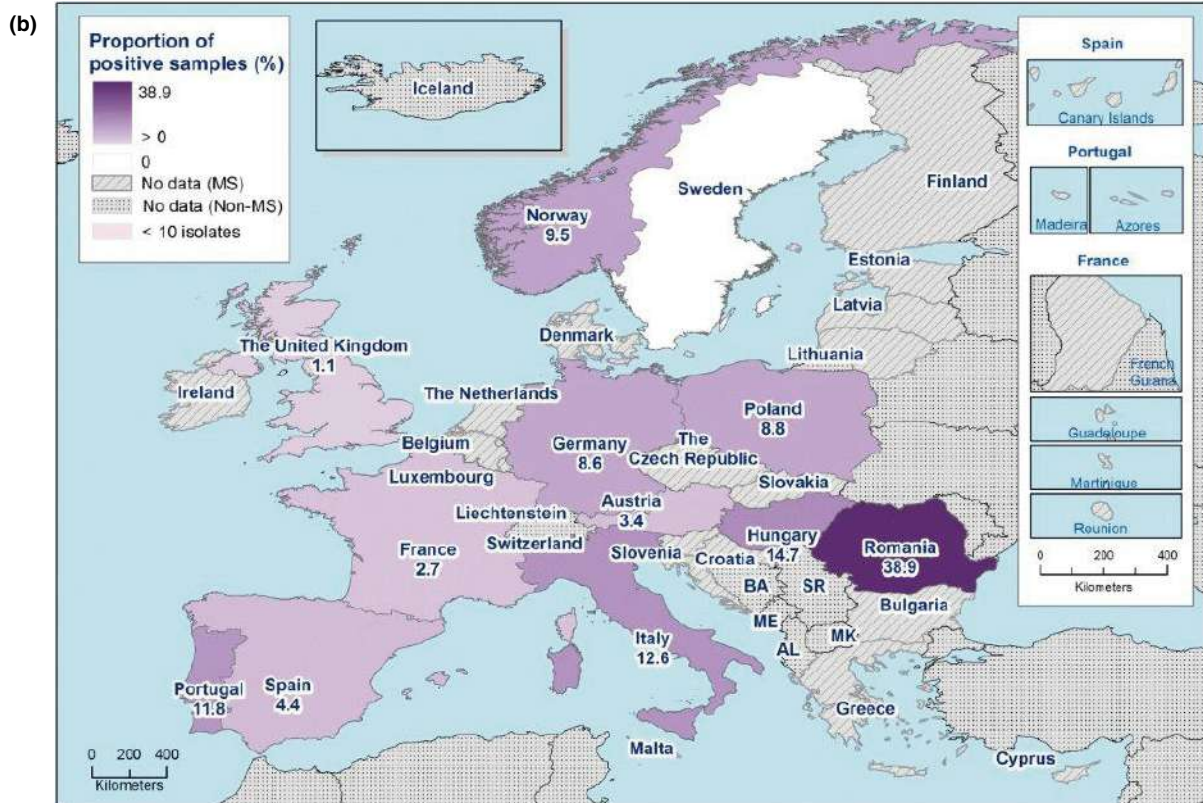 (b)
Proportion of
positive samples (%)
38.9
> 0
0
No data (MS)
No data (Non-MS)
< 10 isolates
Iceland
Spain
Canary Islands
Portugal
Madeira
Azores
France
French
Guiana
Guadeloupe
Martinique
Reunion
0 200 400
Kilometers
Sweden
Finland
Norway
9.5
Estonia
Latvia
Denmark
Lithuania
The United Kingdom
1.1
Ireland
The Netherlands
Poland
8.8
Belgium
Germany
8.6
The
Czech Republic
Luxembourg
Slovakia
Austria
3.4
Liechtenstein
Switzerland
Hungary
14.7
Romania
38.9
France
2.7
Slovenia
Croatia
BA
SR
Bulgaria
ME
MK
AL
Italy
12.6
Portugal
11.8
Spain
4.4
Greece
Malta
Cyprus
0 200 400
Kilometers